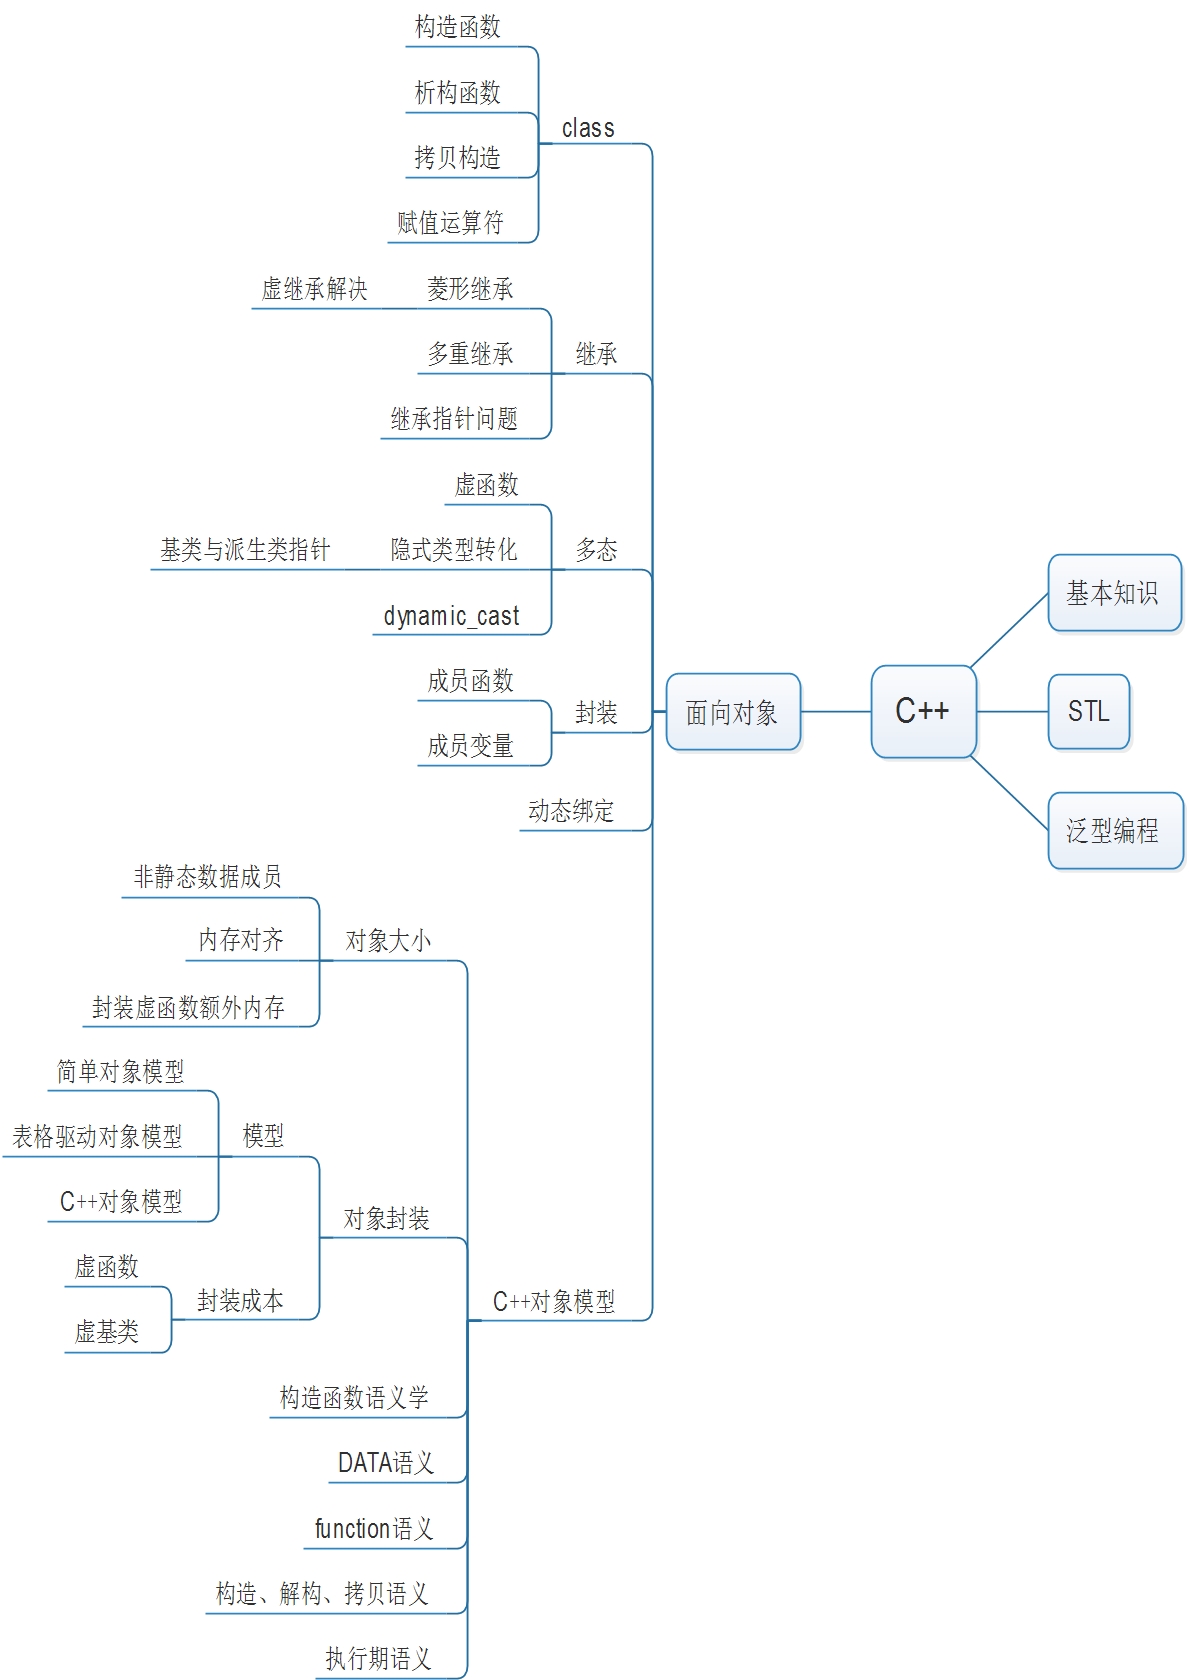 构造函数
析构函数
class
拷贝构造
赋值运算符
虚继承解决
菱形继承
多重继承
继承
继承指针问题
虚函数
基类与派生类指针
隐式类型转化
多态
dynamic_cast
成员函数
封装
成员变量
动态绑定
面向对象
C++
基本知识
STL
泛型编程
非静态数据成员
内存对齐
对象大小
封装虚函数额外内存
简单对象模型
表格驱动对象模型
模型
C++对象模型
对象封装
虚函数
封装成本
虚基类
C++对象模型
构造函数语义学
DATA语义
function语义
构造、解构、拷贝语义
执行期语义